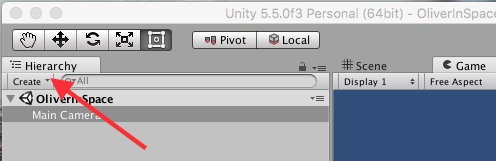 Unity 5.5.0f3 Personal (64bit) - OliverInSpace
Pivot Local
Hierarchy Scene Game
Create All Display 1 Free Aspect
OliverInSpace
Main Camera